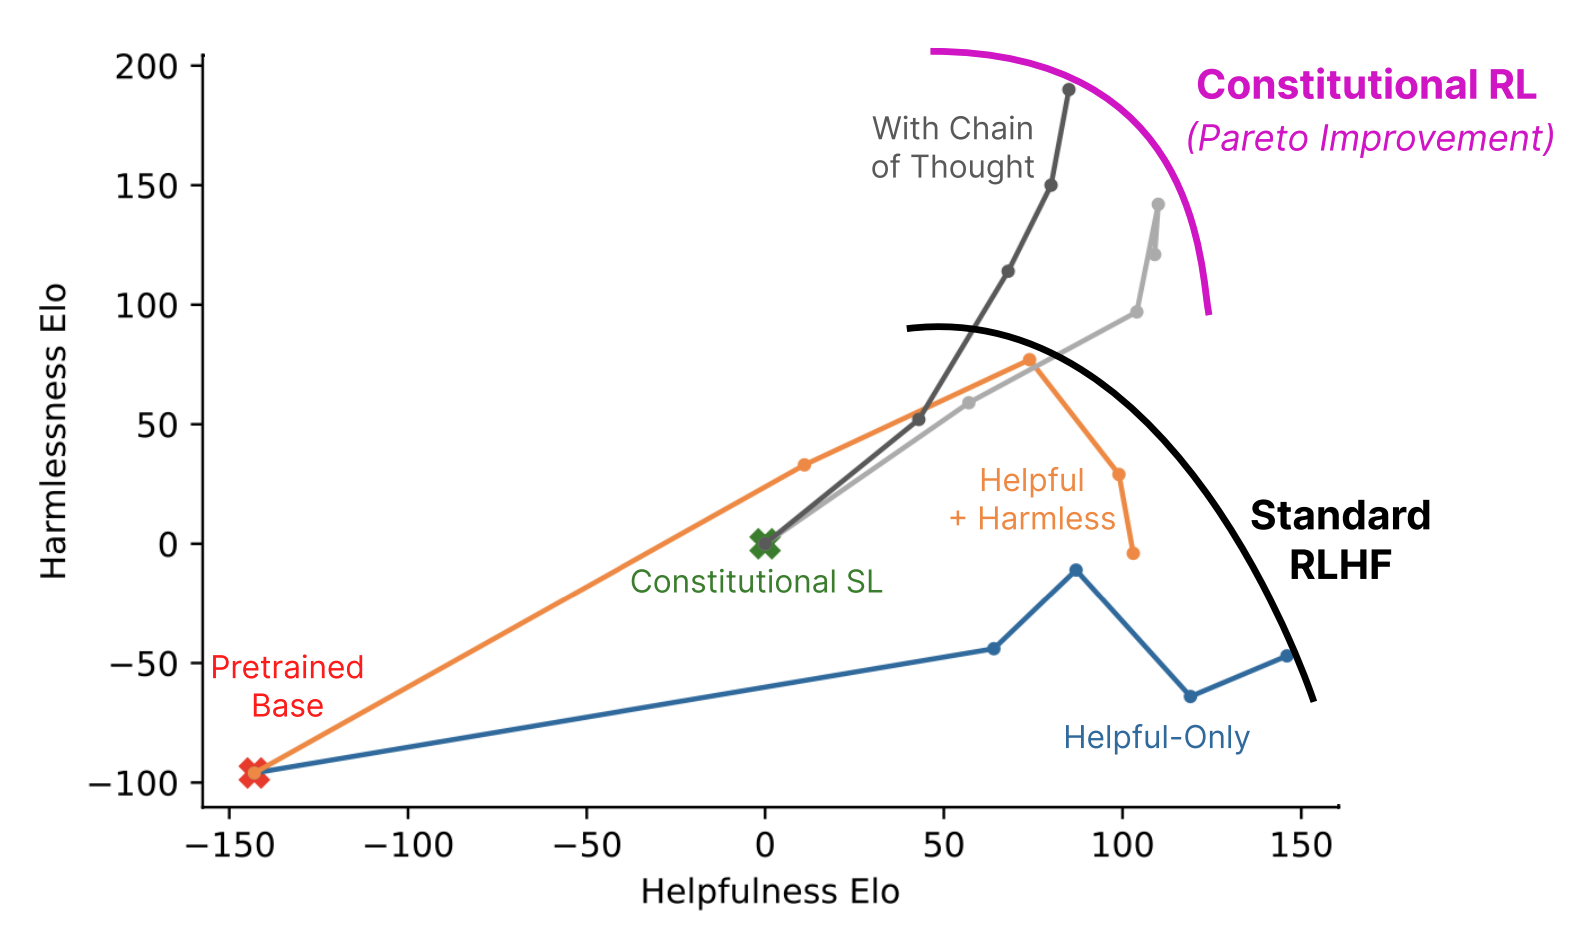 Constitutional RL
(Pareto Improvement)
With Chain
of Thought
Helpful
+ Harmless
Standard
RLHF
Constitutional SL
Pretrained
Base
Helpful-Only
Harmlessness Elo
200
150
100
50
0
−50
−100
−150
−100
−50
0
50
100
150
Helpfulness Elo